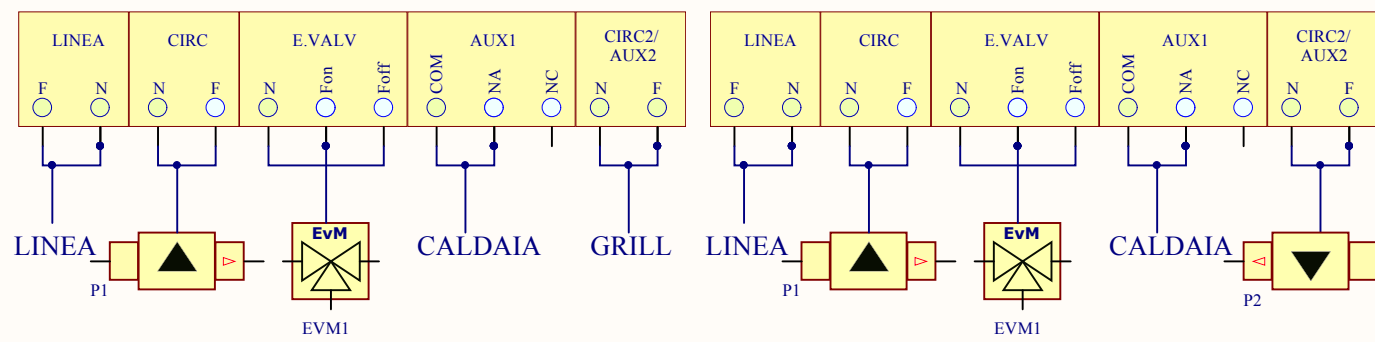 LINEA CIRC E.VALV AUX1 CIRC2/
AUX2 LINEA CIRC E.VALV AUX1 CIRC2/
AUX2
F N N F N Fon Foff COM NA NC N F F N N F N Fon Foff COM NA NC N F
LINEA CALDAIA GRILL LINEA CALDAIA
EvM EvM
P1 P1 P2
EVM1 EVM1